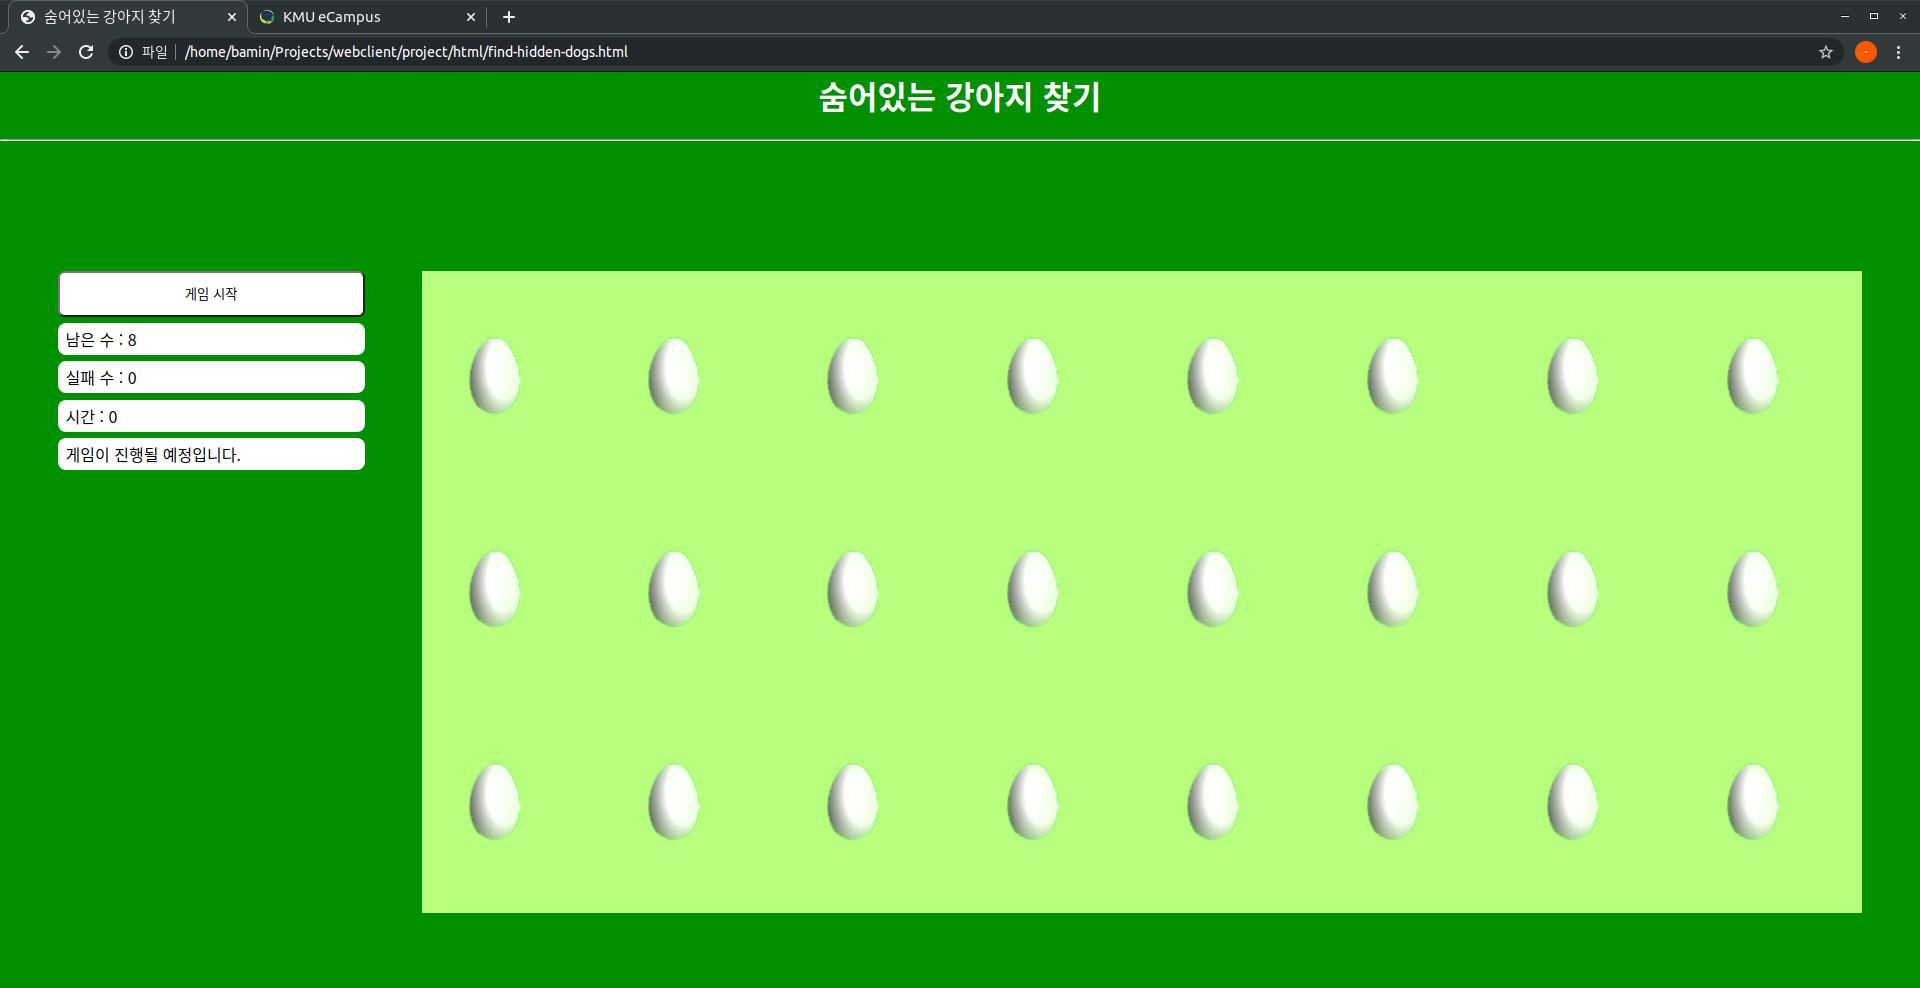 숨어있는 강아지 찾기
KMU eCampus
파일
/home/bamin/Projects/webclient/project/html/find-hidden-dogs.html
숨어있는 강아지 찾기
게임 시작
남은 수 : 8
실패 수 : 0
시간 : 0
게임이 진행될 예정입니다.